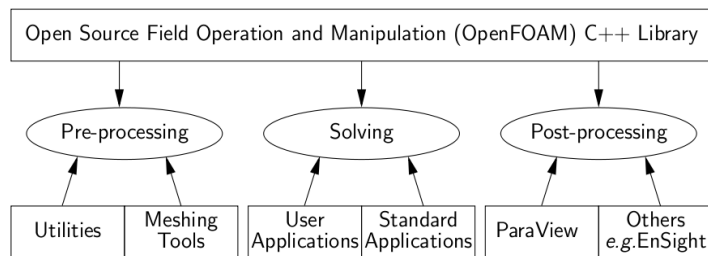 Open Source Field Operation and Manipulation (OpenFOAM) C++ Library
Pre-processing
Solving
Post-processing
Utilities
Meshing
Tools
User
Applications
Standard
Applications
ParaView
Others
e.g.EnSight